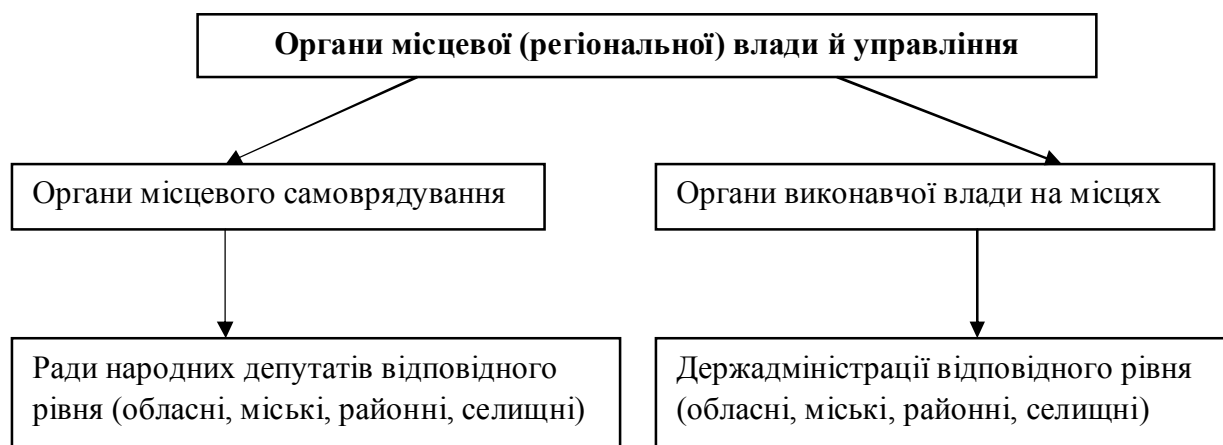 Органи місцевої (регіональної) влади й управління
Органи місцевого самоврядування
Органи виконавчої влади на місцях
Ради народних депутатів відповідного
рівня (обласні, міські, районні, селищні)
Держадміністрації відповідного рівня
(обласні, міські, районні, селищні)